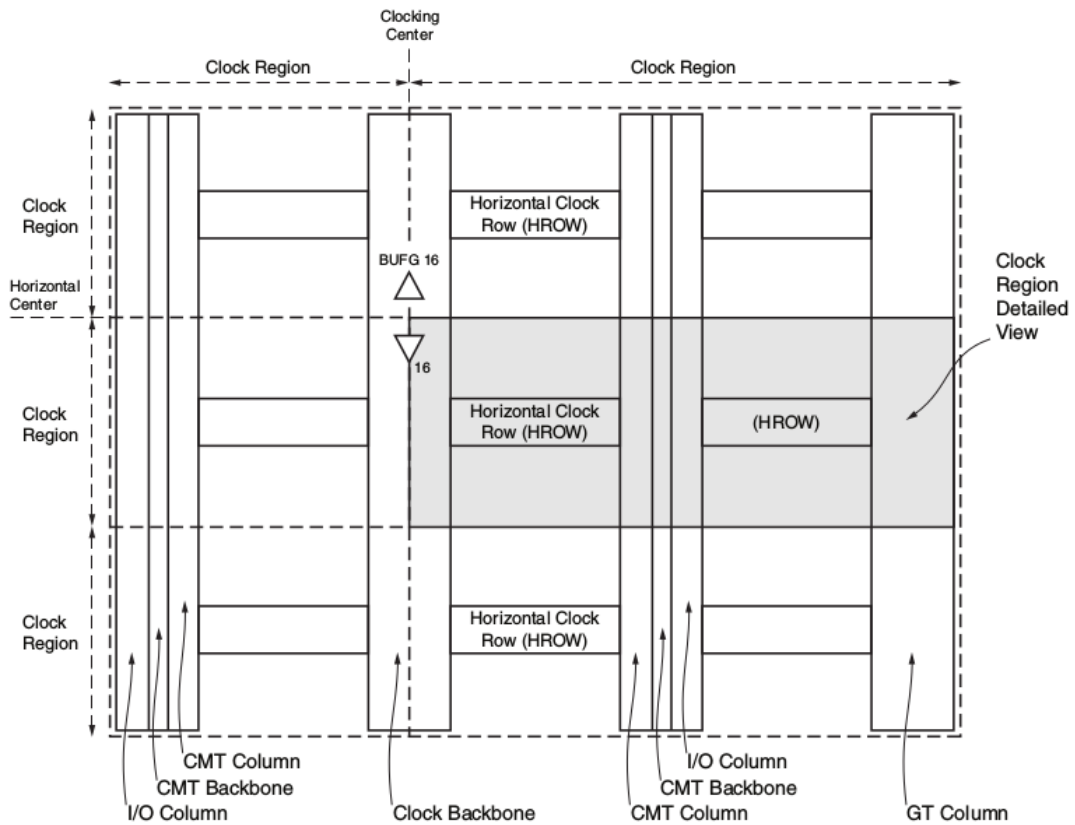 Clocking
Center
Clock Region
Clock Region
Clock
Region
Horizontal Clock
Row (HROW)
BUFG 16
Horizontal
Center
Clock
Region
Detailed
View
16
Clock
Region
Horizontal Clock
Row (HROW)
(HROW)
Clock
Region
Horizontal Clock
Row (HROW)
CMT Column
CMT Backbone
I/O Column
Clock Backbone
I/O Column
CMT Backbone
CMT Column
GT Column